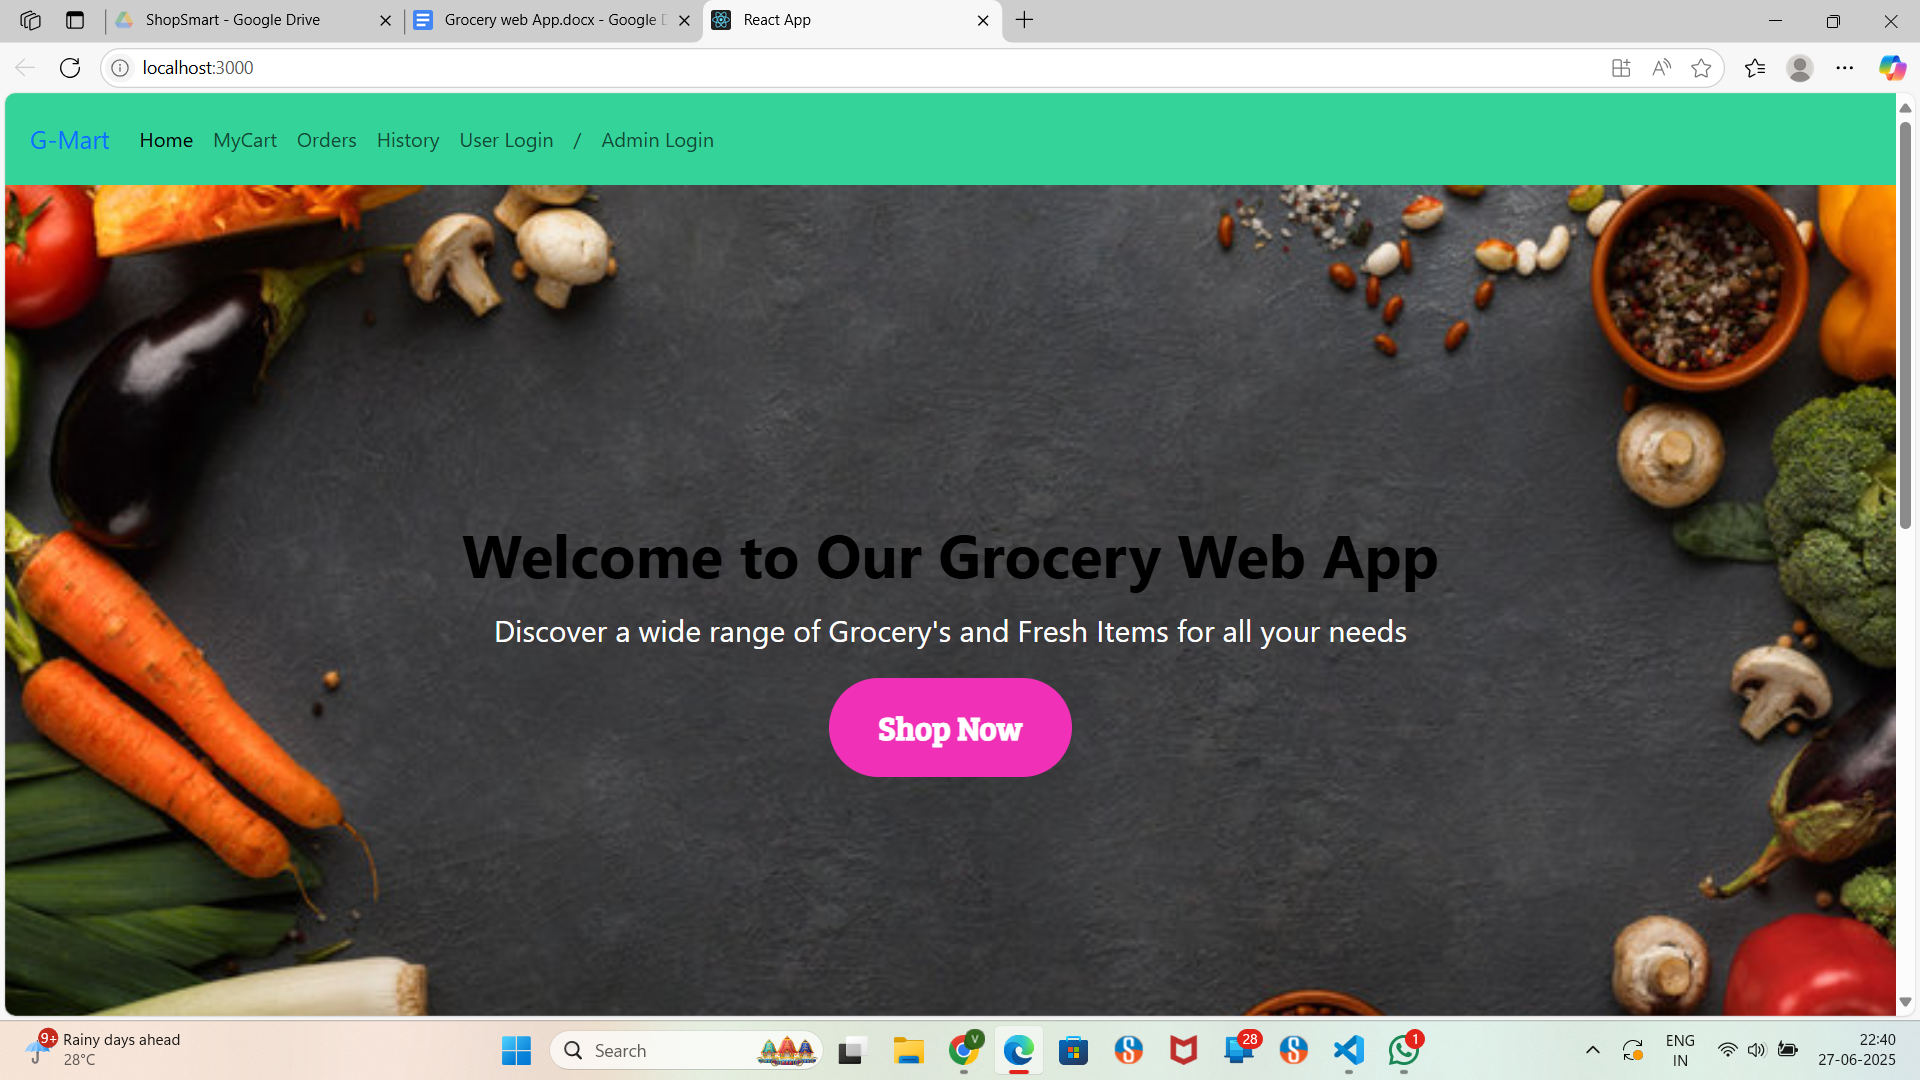 ShopSmart - Google Drive
Grocery web App.docx - Google D
React App
localhost:3000
G-Mart Home MyCart Orders History User Login / Admin Login
Welcome to Our Grocery Web App
Discover a wide range of Grocery's and Fresh Items for all your needs
Shop Now
9+
Rainy days ahead
28°C
Search
V
28
1
ENG
IN
22:40
27-06-2025